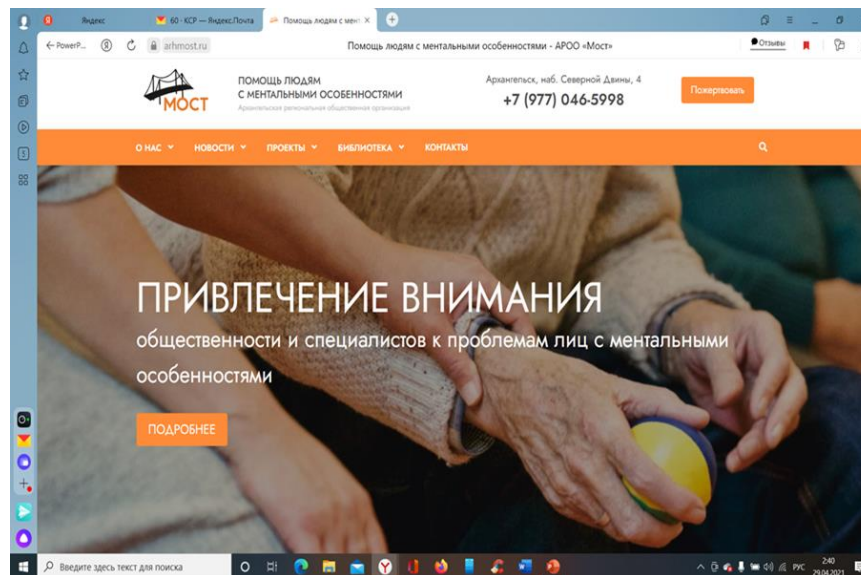 Яндекс
60 · КСР — Яндекс.Почта
Помощь людям с мент
PowerP...
arhmost.ru
Помощь людям с ментальными особенностями - АРОО «Мост»
Отзывы
МОСТ
ПОМОЩЬ ЛЮДЯМ
С МЕНТАЛЬНЫМИ ОСОБЕННОСТЯМИ
Архангельская региональная общественная организация
Архангельск, наб. Северной Двины, 4
+7 (977) 046-5998
Пожертвовать
О НАС
НОВОСТИ
ПРОЕКТЫ
БИБЛИОТЕКА
КОНТАКТЫ
ПРИВЛЕЧЕНИЕ ВНИМАНИЯ
общественности и специалистов к проблемам лиц с ментальными
особенностями
ПОДРОБНЕЕ
Введите здесь текст для поиска
РУС
2:40
29.04.2021